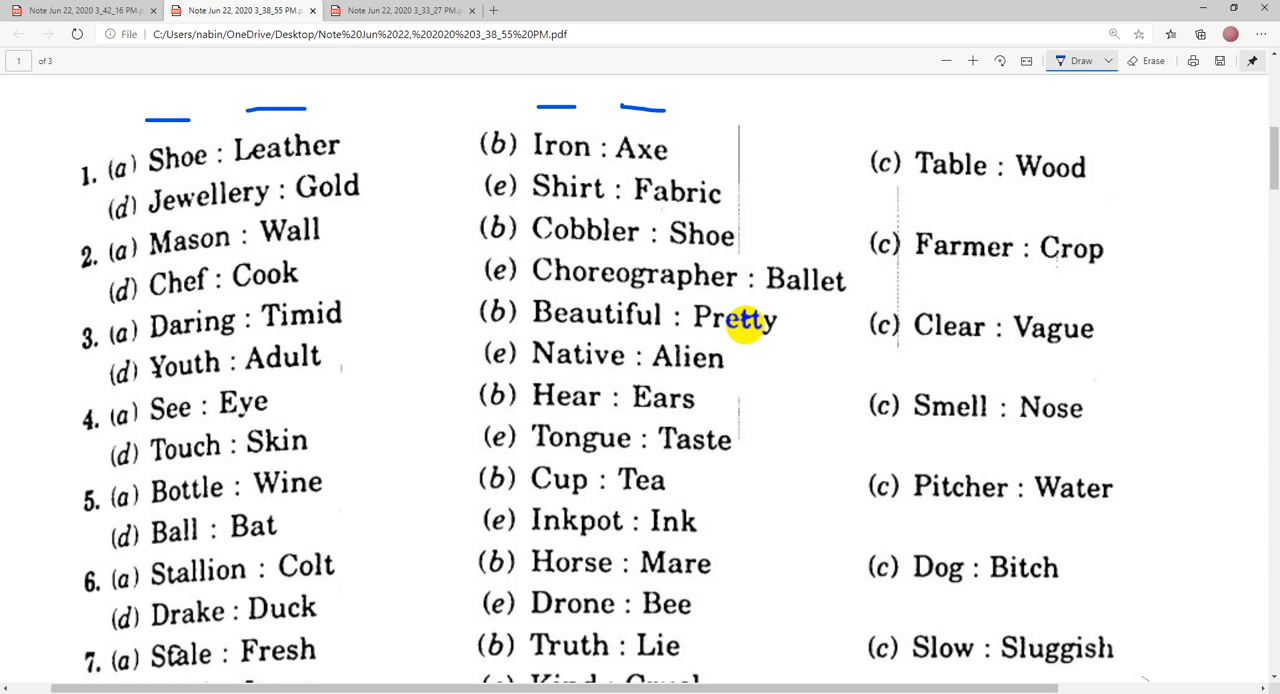 Note Jun 22, 2020 3_42_16 PM.p
Note Jun 22, 2020 3_38_55 PM.p
Note Jun 22, 2020 3_33_27 PM.p
File C:/Users/nabin/OneDrive/Desktop/Note%20Jun%2022,%202020%203_38_55%20PM.pdf
1 of 3
Draw
Erase
1. (a) Shoe : Leather (b) Iron : Axe (c) Table : Wood
(d) Jewellery : Gold (e) Shirt : Fabric
2. (a) Mason : Wall (b) Cobbler : Shoe (c) Farmer : Crop
(d) Chef : Cook (e) Choreographer : Ballet
3. (a) Daring : Timid (b) Beautiful : Pretty (c) Clear : Vague
(d) Youth : Adult (e) Native : Alien
4. (a) See : Eye (b) Hear : Ears (c) Smell : Nose
(d) Touch : Skin (e) Tongue : Taste
5. (a) Bottle : Wine (b) Cup : Tea (c) Pitcher : Water
(d) Ball : Bat (e) Inkpot : Ink
6. (a) Stallion : Colt (b) Horse : Mare (c) Dog : Bitch
(d) Drake : Duck (e) Drone : Bee
7. (a) Stale : Fresh (b) Truth : Lie (c) Slow : Sluggish